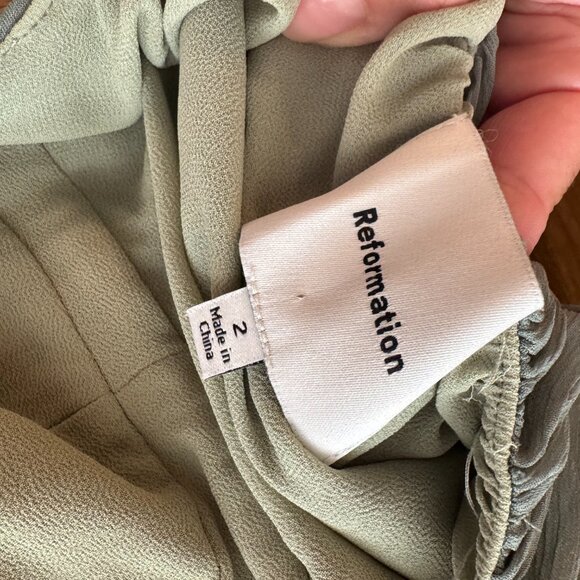 Reformation
2
Made in
China